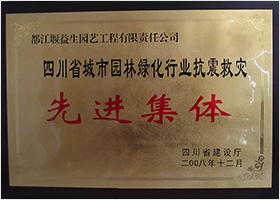 都江堰益生园艺工程有限责任公司
四川省城市园林绿化行业抗震救灾
先进集体
四川省建设厅
二00八年十二月